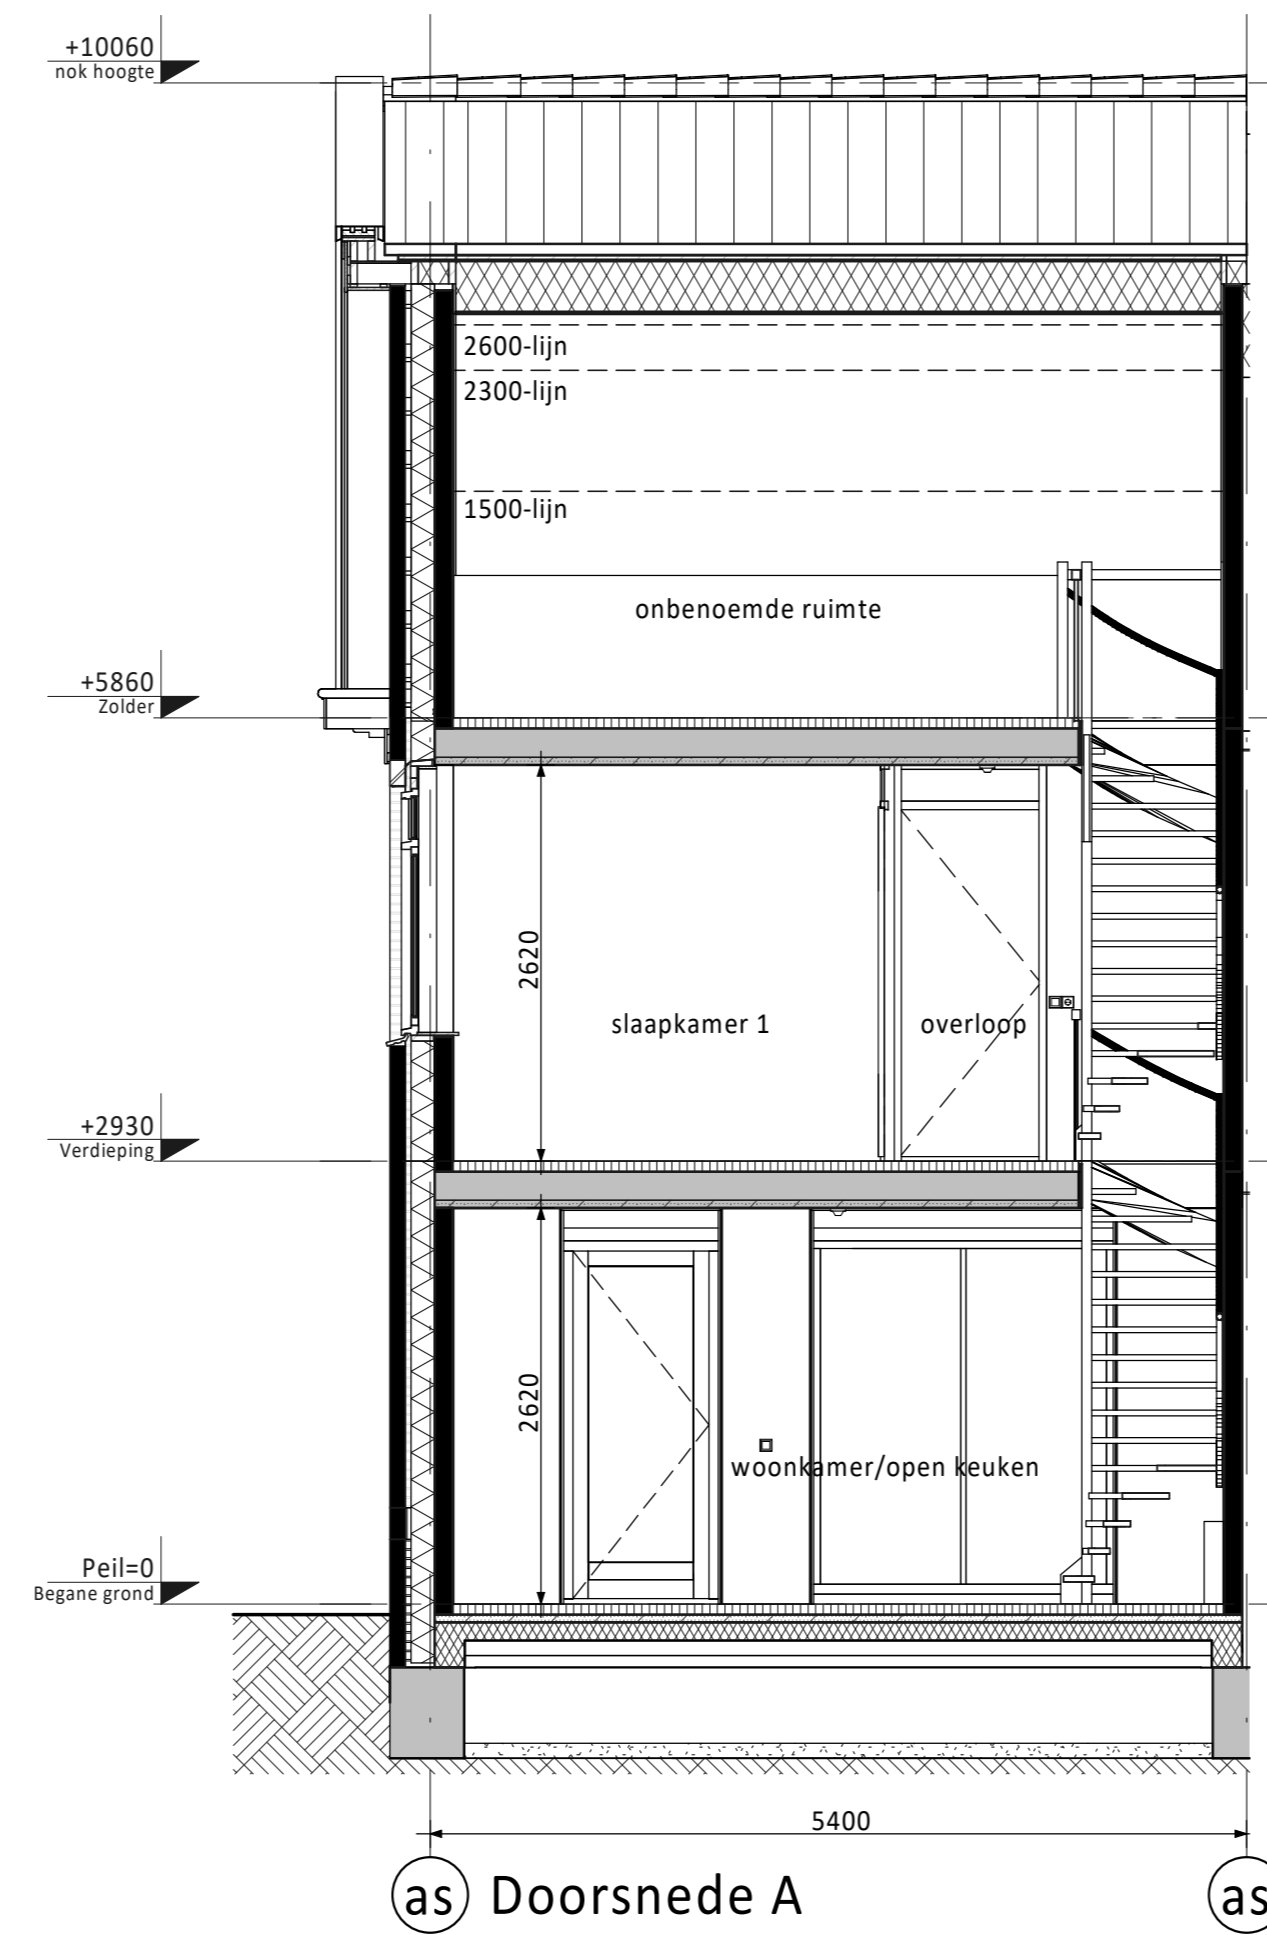 +10060
nok hoogte
2600-lijn
2300-lijn
1500-lijn
onbenoemde ruimte
+5860
Zolder
2620
slaapkamer 1
overloop
+2930
Verdieping
2620
woonkamer/open keuken
Peil=0
Begane grond
5400
as Doorsnede A as